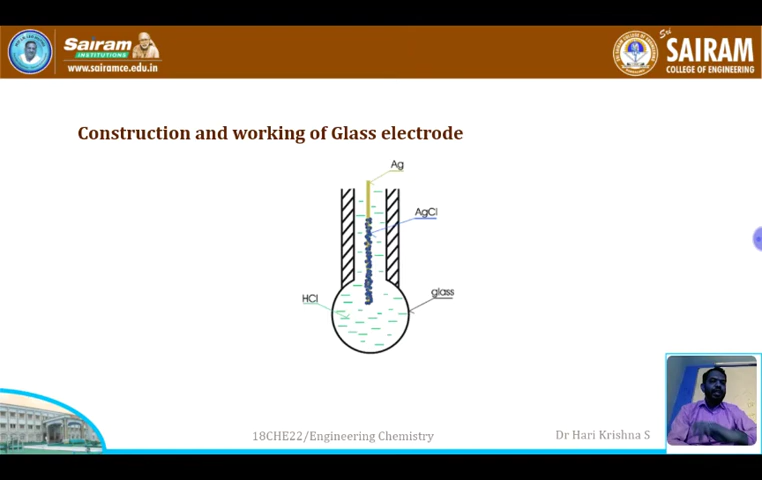 Sairam
INSTITUTIONS
www.sairamce.edu.in
Sri
SAIRAM
COLLEGE OF ENGINEERING
Construction and working of Glass electrode
Ag
AgCl
HCl
glass
18CHE22/Engineering Chemistry
Dr Hari Krishna S